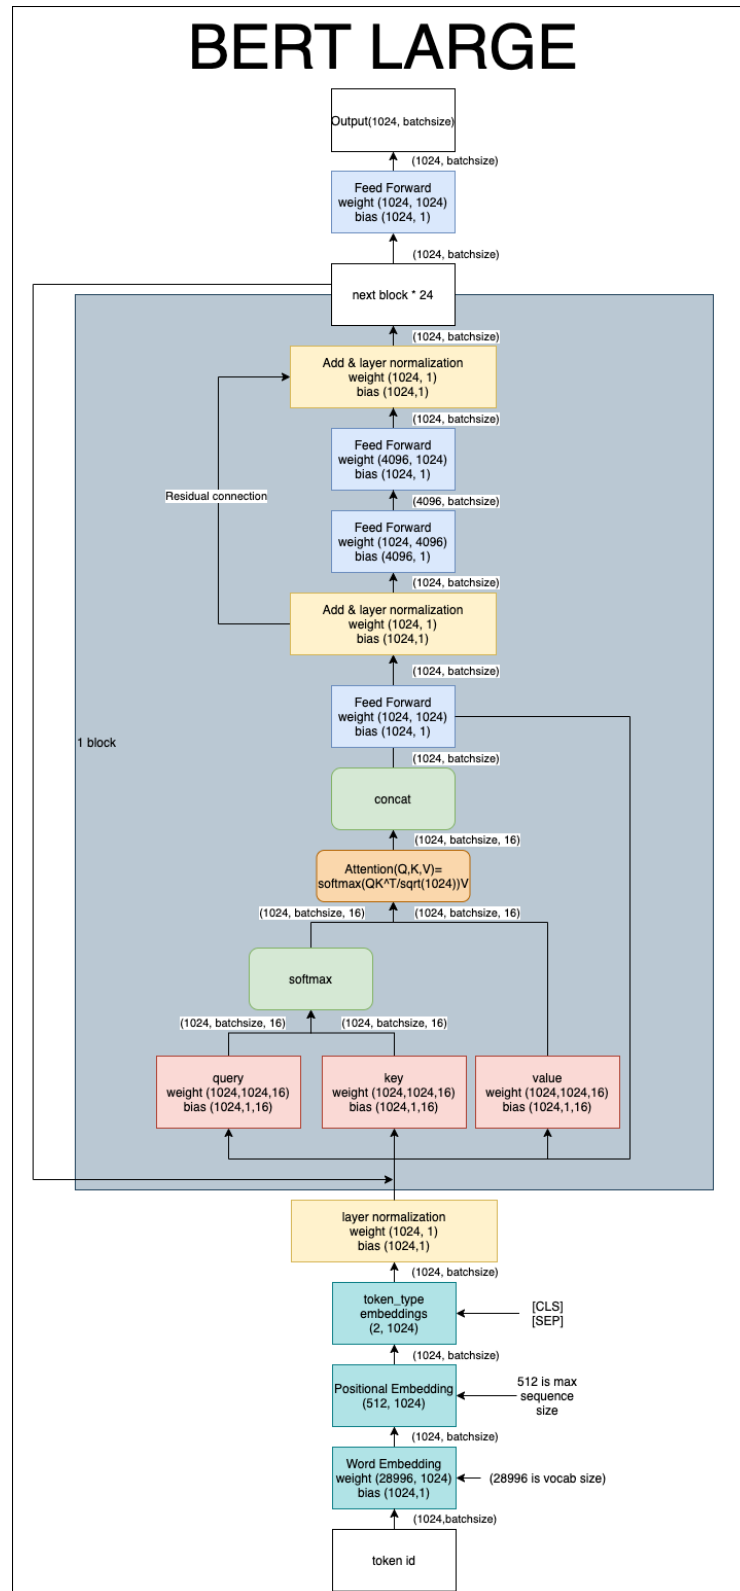 BERT LARGE
Output(1024, batchsize)
(1024, batchsize)
Feed Forward
weight (1024, 1024)
bias (1024, 1)
(1024, batchsize)
next block * 24
(1024, batchsize)
Add & layer normalization
weight (1024, 1)
bias (1024,1)
(1024, batchsize)
Feed Forward
weight (4096, 1024)
bias (1024, 1)
Residual connection
(4096, batchsize)
Feed Forward
weight (1024, 4096)
bias (4096, 1)
(1024, batchsize)
Add & layer normalization
weight (1024, 1)
bias (1024,1)
(1024, batchsize)
Feed Forward
weight (1024, 1024)
bias (1024, 1)
1 block
(1024, batchsize)
concat
(1024, batchsize, 16)
Attention(Q,K,V)=
softmax(QK^T/sqrt(1024))V
(1024, batchsize, 16)
(1024, batchsize, 16)
softmax
(1024, batchsize, 16)
(1024, batchsize, 16)
query
weight (1024,1024,16)
bias (1024,1,16)
key
weight (1024,1024,16)
bias (1024,1,16)
value
weight (1024,1024,16)
bias (1024,1,16)
layer normalization
weight (1024, 1)
bias (1024,1)
(1024, batchsize)
token_type
embeddings
(2, 1024)
[CLS]
[SEP]
(1024, batchsize)
Positional Embedding
(512, 1024)
512 is max
sequence
size
(1024, batchsize)
Word Embedding
weight (28996, 1024)
bias (1024,1)
(28996 is vocab size)
(1024,batchsize)
token id